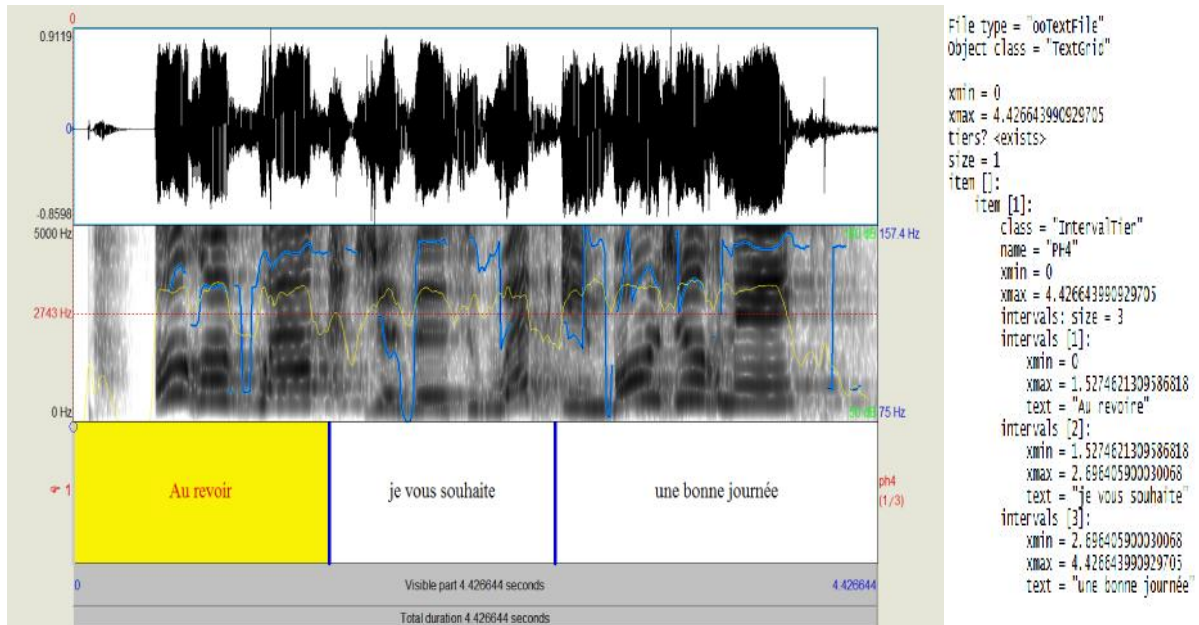 0
0.9119
0
-0.8598
5000 Hz
157.4 Hz
2743 Hz
0 Hz
75 Hz
1
Au revoir
je vous souhaite
une bonne journée
ph4
(1/3)
0
Visible part 4.426644 seconds
4.426644
Total duration 4.426644 seconds
File type = "ooTextFile"
Object class = "TextGrid"
xmin = 0
xmax = 4.426643990929705
tiers? <exists>
size = 1
item []:
item [1]:
class = "IntervalTier"
name = "PH4"
xmin = 0
xmax = 4.426643990929705
intervals: size = 3
intervals [1]:
xmin = 0
xmax = 1.5274621309586818
text = "Au revoire"
intervals [2]:
xmin = 1.5274621309586818
xmax = 2.696405900030068
text = "je vous souhaite"
intervals [3]:
xmin = 2.696405900030068
xmax = 4.426643990929705
text = "une bonne journée"